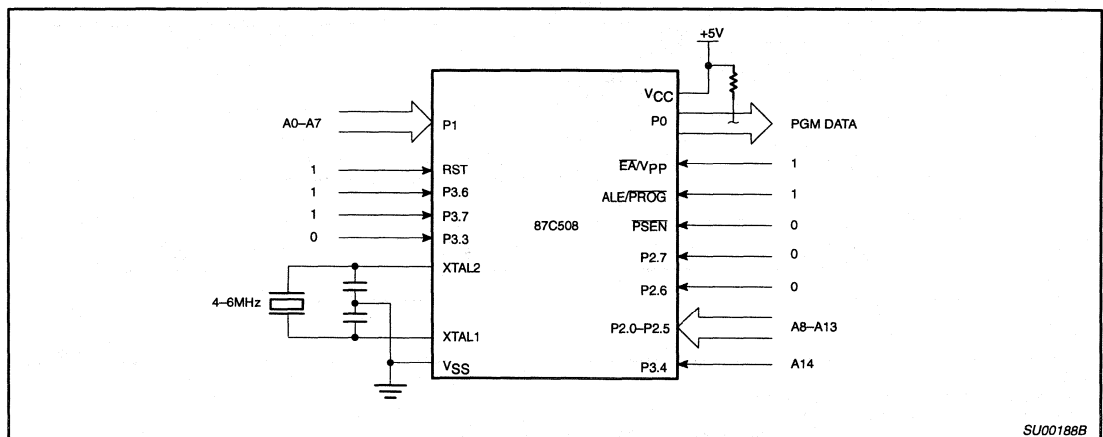 +5V
VCC
P0
PGM DATA
A0–A7
P1
EA/VPP
1
1
RST
ALE/PROG
1
1
P3.6
PSEN
0
1
P3.7
87C508
0
P3.3
P2.7
0
XTAL2
P2.6
0
4–6MHz
P2.0–P2.5
A8–A13
XTAL1
VSS
P3.4
A14
SU00188B